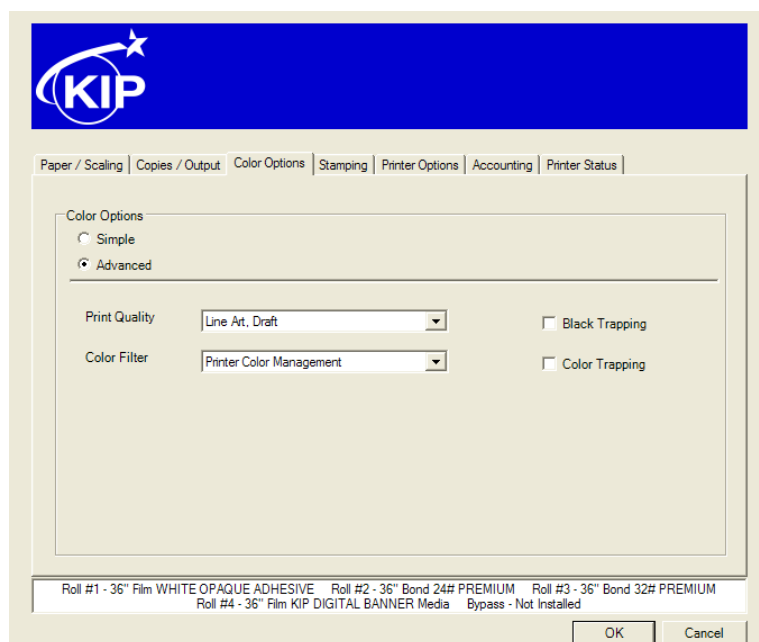 KIP
Paper / Scaling Copies / Output Color Options Stamping Printer Options Accounting Printer Status
Color Options
Simple
Advanced
Print Quality Line Art, Draft Black Trapping
Color Filter Printer Color Management Color Trapping
Roll #1 - 36" Film WHITE OPAQUE ADHESIVE Roll #2 - 36" Bond 24# PREMIUM Roll #3 - 36" Bond 32# PREMIUM
Roll #4 - 36" Film KIP DIGITAL BANNER Media Bypass - Not Installed
OK Cancel